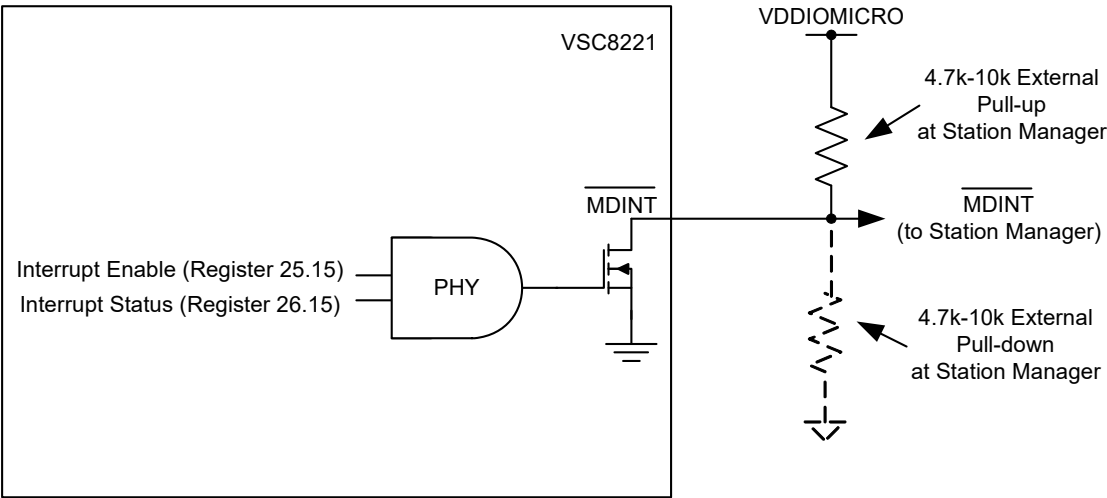 VDDIOMICRO
VSC8221
4.7k-10k External
Pull-up
at Station Manager
MDINT
MDINT
(to Station Manager)
Interrupt Enable (Register 25.15)
Interrupt Status (Register 26.15)
PHY
4.7k-10k External
Pull-down
at Station Manager